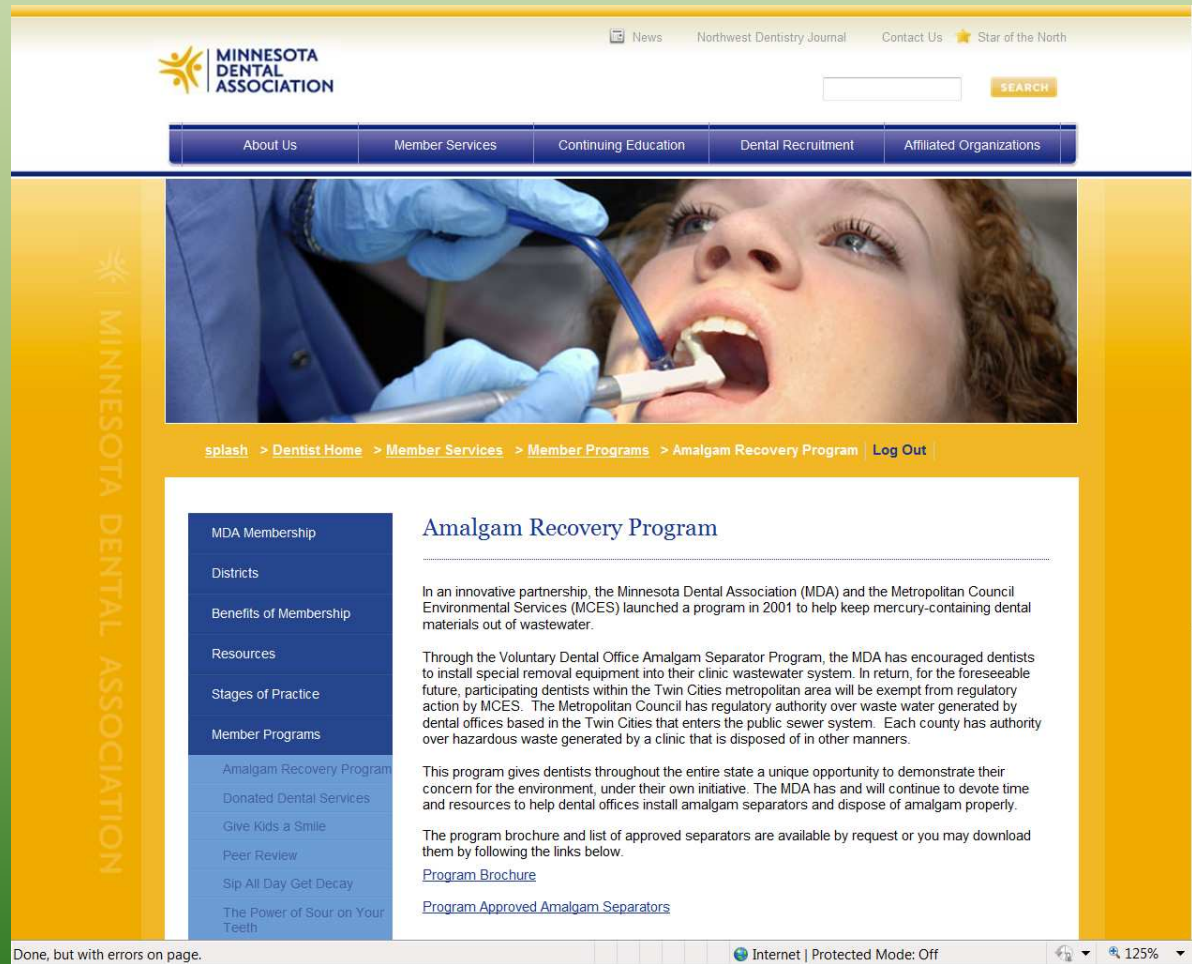 News Northwest Dentistry Journal Contact Us Star of the North
MINNESOTA
DENTAL
ASSOCIATION
SEARCH
About Us Member Services Continuing Education Dental Recruitment Affiliated Organizations
MINNESOTA DENTAL ASSOCIATION
splash > Dentist Home > Member Services > Member Programs > Amalgam Recovery Program | Log Out
MDA Membership
Districts
Benefits of Membership
Resources
Stages of Practice
Member Programs
Amalgam Recovery Program
Donated Dental Services
Give Kids a Smile
Peer Review
Sip All Day Get Decay
The Power of Sour on Your
Teeth
Amalgam Recovery Program
In an innovative partnership, the Minnesota Dental Association (MDA) and the Metropolitan Council
Environmental Services (MCES) launched a program in 2001 to help keep mercury-containing dental
materials out of wastewater.
Through the Voluntary Dental Office Amalgam Separator Program, the MDA has encouraged dentists
to install special removal equipment into their clinic wastewater system. In return, for the foreseeable
future, participating dentists within the Twin Cities metropolitan area will be exempt from regulatory
action by MCES. The Metropolitan Council has regulatory authority over waste water generated by
dental offices based in the Twin Cities that enters the public sewer system. Each county has authority
over hazardous waste generated by a clinic that is disposed of in other manners.
This program gives dentists throughout the entire state a unique opportunity to demonstrate their
concern for the environment, under their own initiative. The MDA has and will continue to devote time
and resources to help dental offices install amalgam separators and dispose of amalgam properly.
The program brochure and list of approved separators are available by request or you may download
them by following the links below.
Program Brochure
Program Approved Amalgam Separators
Done, but with errors on page. Internet | Protected Mode: Off 125%